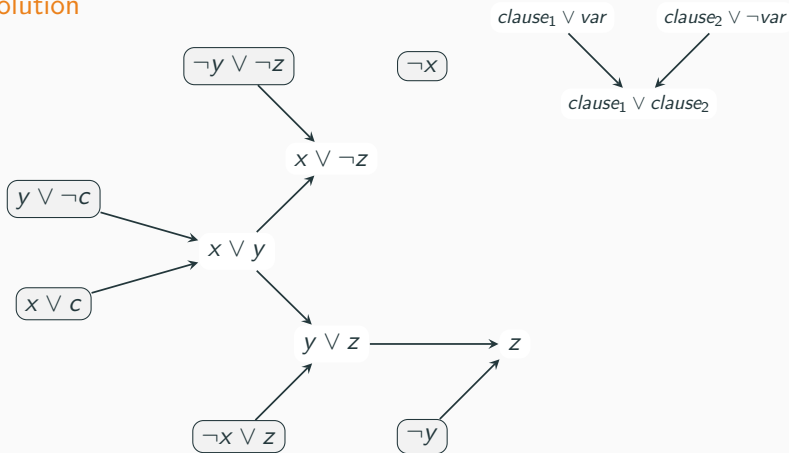 olution
clause₁ ∨ var
clause₂ ∨ ¬var
clause₁ ∨ clause₂
¬y ∨ ¬z
¬x
x ∨ ¬z
y ∨ ¬c
x ∨ y
x ∨ c
y ∨ z
z
¬x ∨ z
¬y